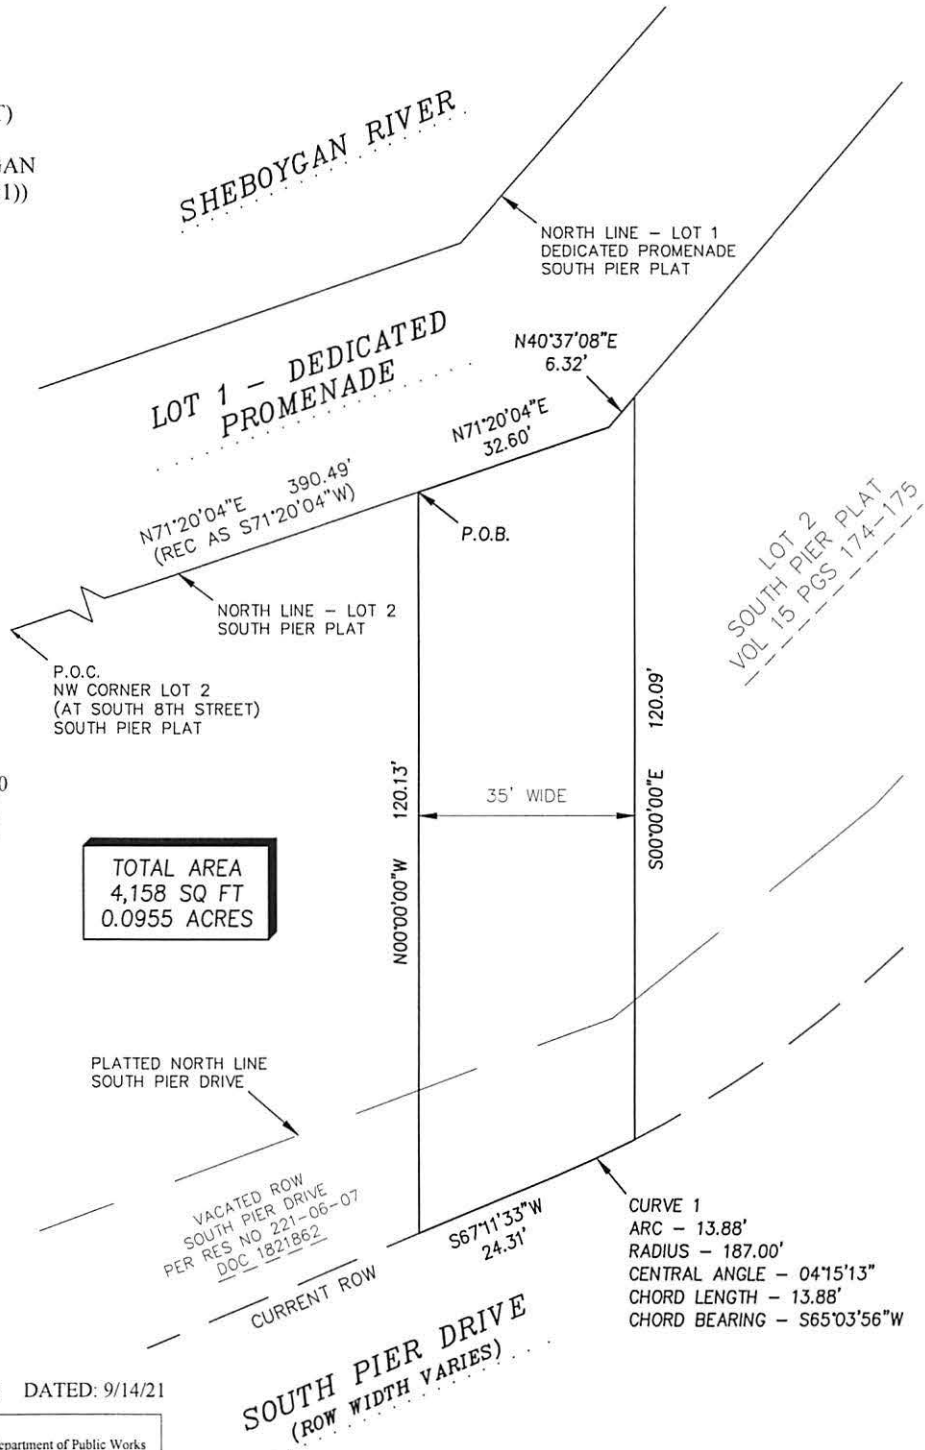 T)
GAN
1))
SHEBOYGAN RIVER
NORTH LINE – LOT 1
DEDICATED PROMENADE
SOUTH PIER PLAT
LOT 1 – DEDICATED
PROMENADE
N40°37'08"E
6.32'
N71°20'04"E
32.60'
N71°20'04"E 390.49'
(REC AS S71°20'04"W)
P.O.B.
LOT 2
SOUTH PIER PLAT
VOL 15 PGS 174–175
NORTH LINE – LOT 2
SOUTH PIER PLAT
P.O.C.
NW CORNER LOT 2
(AT SOUTH 8TH STREET)
SOUTH PIER PLAT
0
N00°00'00"W 120.13'
35' WIDE
S00°00'00"E 120.09'
TOTAL AREA
4,158 SQ FT
0.0955 ACRES
PLATTED NORTH LINE
SOUTH PIER DRIVE
VACATED ROW
SOUTH PIER DRIVE
PER RES NO 221–06–07
DOC 1821862
CURRENT ROW
S67°11'33"W
24.31'
CURVE 1
ARC – 13.88'
RADIUS – 187.00'
CENTRAL ANGLE – 04°15'13"
CHORD LENGTH – 13.88'
CHORD BEARING – S65°03'56"W
SOUTH PIER DRIVE
(ROW WIDTH VARIES)
DATED: 9/14/21
epartment of Public Works